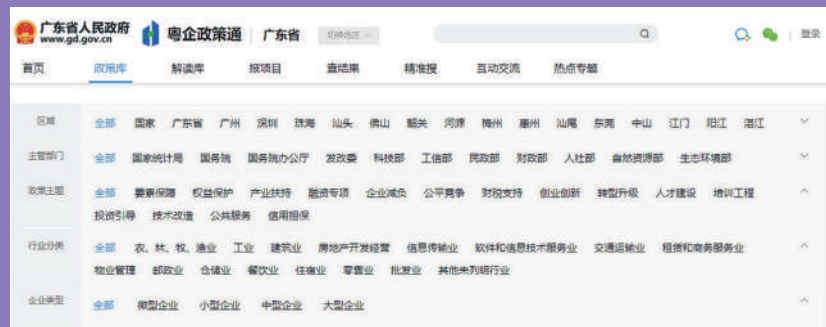 广东省人民政府
www.gd.gov.cn
粤企政策通 广东省 切换地区
登录
首页 政策库 解读库 报项目 查结果 精准搜 互动交流 热点专题
区域 全部 国家 广东省 广州 深圳 珠海 汕头 佛山 韶关 河源 梅州 惠州 汕尾 东莞 中山 江门 阳江 湛江
主管部门 全部 国家统计局 国务院 国务院办公厅 发改委 科技部 工信部 民政部 财政部 人社部 自然资源部 生态环境部
政策主题 全部 要素保障 权益保护 产业扶持 融资专项 企业减负 公平竞争 财税支持 创业创新 转型升级 人才建设 培训工程
投资引导 技术改造 公共服务 信用担保
行业分类 全部 农、林、牧、渔业 工业 建筑业 房地产开发经营 信息传输业 软件和信息技术服务业 交通运输业 租赁和商务服务业
物业管理 邮政业 仓储业 餐饮业 住宿业 零售业 批发业 其他未列明行业
企业类型 全部 微型企业 小型企业 中型企业 大型企业